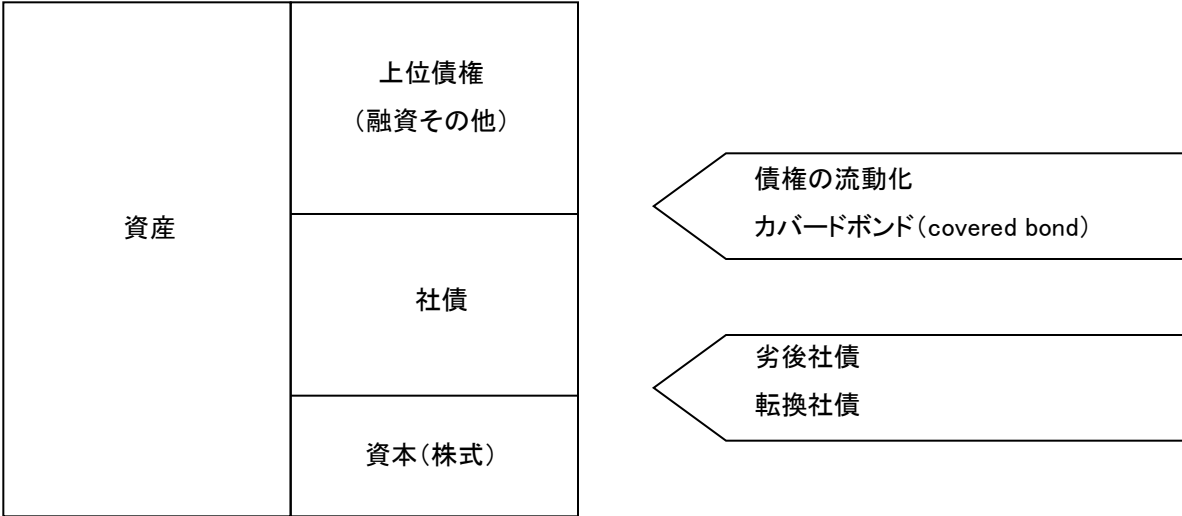 資産
上位債権
（融資その他）
社債
資本（株式）
債権の流動化
カバードボンド（covered bond）
劣後社債
転換社債